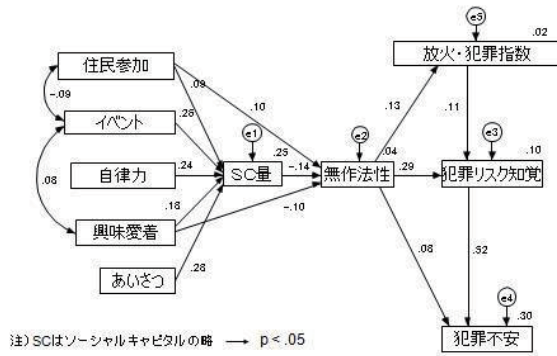 e5
.02
放火・犯罪指数
住民参加
-.09
.09
.10
.13
.11
イベント
.26
e1
e2
e3
.08
自律力
.24
.25
SC量
-.14
.04
無作法性
.29
.10
犯罪リスク知覚
.18
-.10
興味愛着
.28
あいさつ
.08
.52
e4
.30
犯罪不安
注)SCはソーシャルキャピタルの略 → p<.05